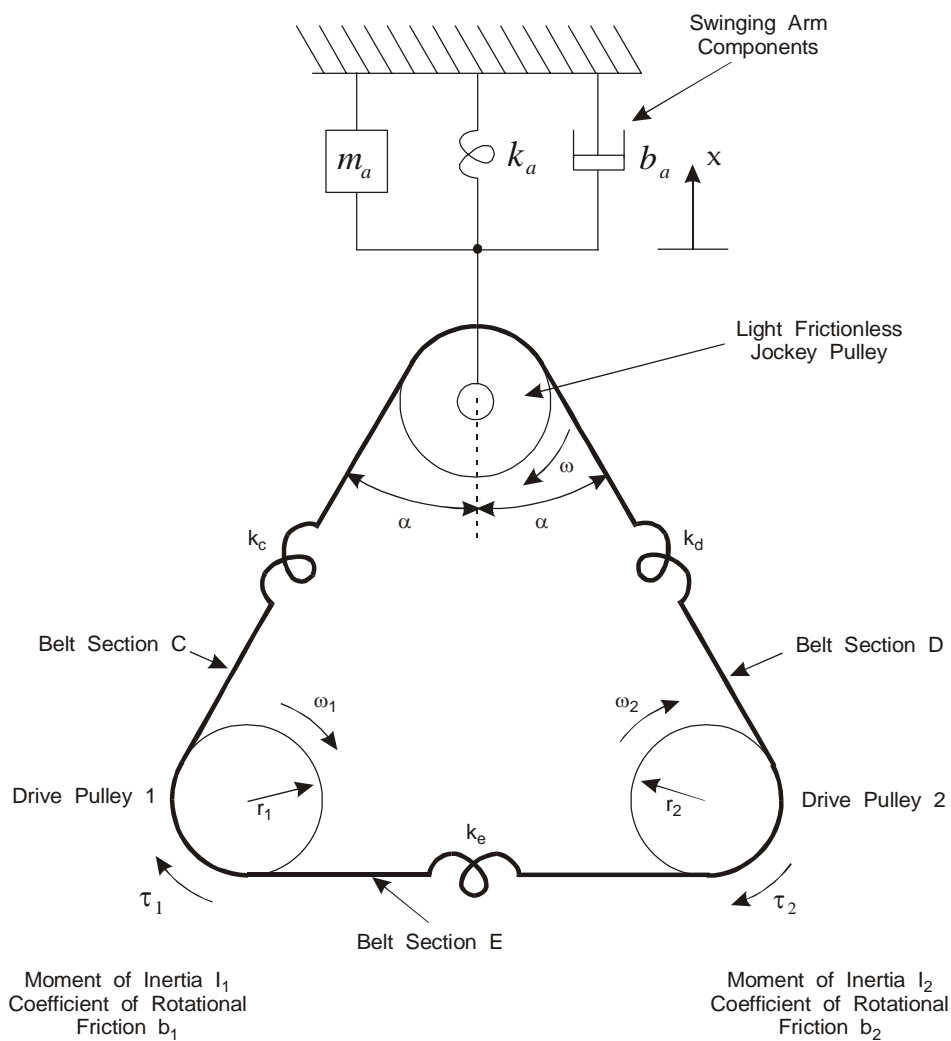 Swinging Arm
Components
m_a
k_a
b_a
x
Light Frictionless
Jockey Pulley
ω
α
α
k_c
k_d
Belt Section C
Belt Section D
ω_1
ω_2
Drive Pulley 1
r_1
r_2
Drive Pulley 2
k_e
τ_1
τ_2
Belt Section E
Moment of Inertia I_1
Coefficient of Rotational
Friction b_1
Moment of Inertia I_2
Coefficient of Rotational
Friction b_2